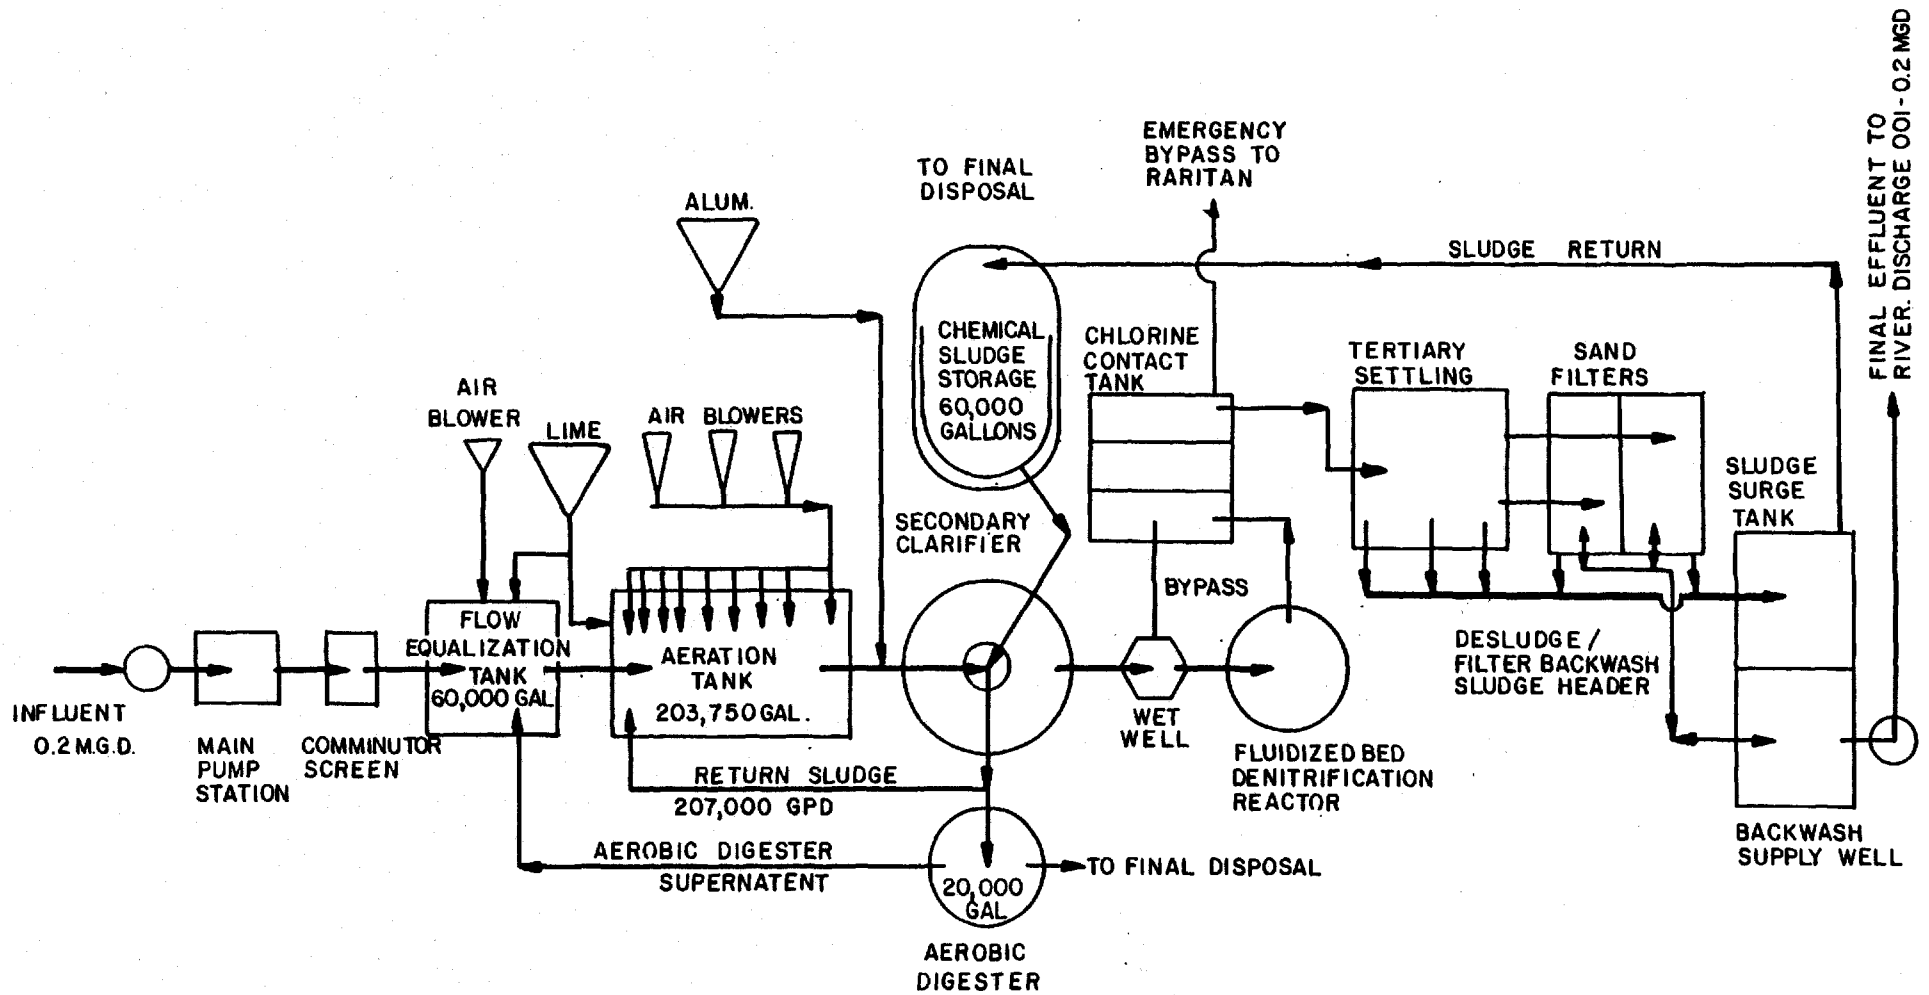 FINAL EFFLUENT TO
RIVER. DISCHARGE 001-0.2 MGD
EMERGENCY
BYPASS TO
RARITAN
TO FINAL
DISPOSAL
ALUM.
SLUDGE RETURN
CHEMICAL
SLUDGE
STORAGE
60,000
GALLONS
CHLORINE
CONTACT
TANK
TERTIARY
SETTLING
SAND
FILTERS
AIR
BLOWER
LIME
AIR BLOWERS
SLUDGE
SURGE
TANK
SECONDARY
CLARIFIER
BYPASS
FLOW
EQUALIZATION
TANK
60,000 GAL
AERATION
TANK
203,750 GAL.
DESLUDGE /
FILTER BACKWASH
SLUDGE HEADER
INFLUENT
0.2 M.G.D.
MAIN
PUMP
STATION
COMMINUTOR
SCREEN
WET
WELL
FLUIDIZED BED
DENITRIFICATION
REACTOR
RETURN SLUDGE
207,000 GPD
BACKWASH
SUPPLY WELL
AEROBIC DIGESTER
SUPERNATENT
20,000
GAL
TO FINAL DISPOSAL
AEROBIC
DIGESTER